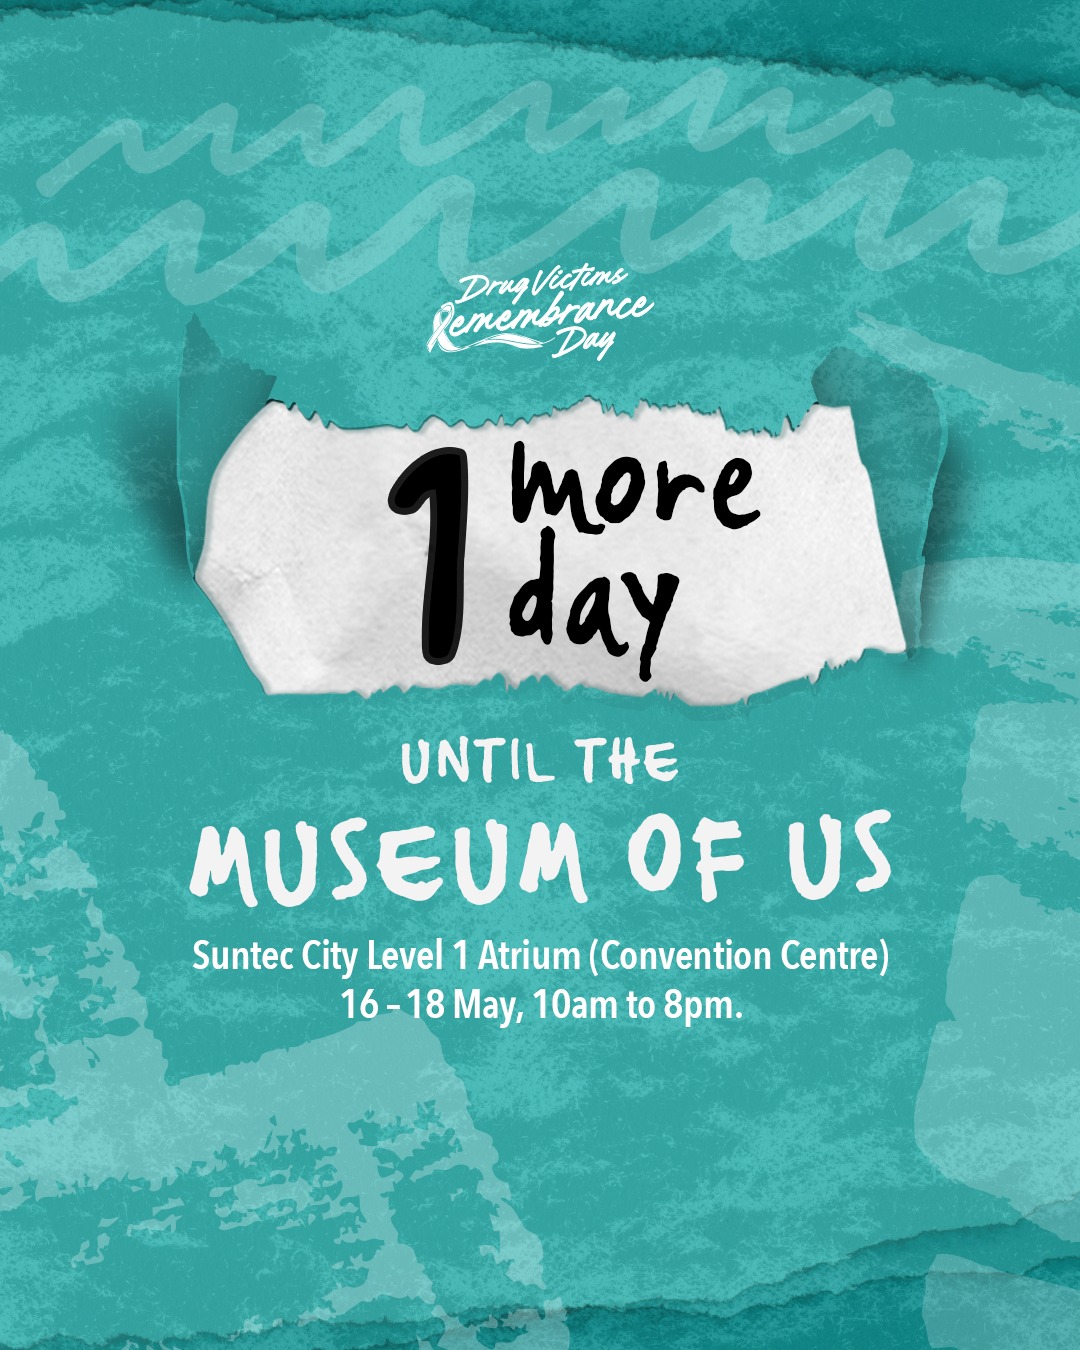 Drug Victims
Remembrance
Day
1 more
day
UNTIL THE
MUSEUM OF US
Suntec City Level 1 Atrium (Convention Centre)
16 – 18 May, 10am to 8pm.